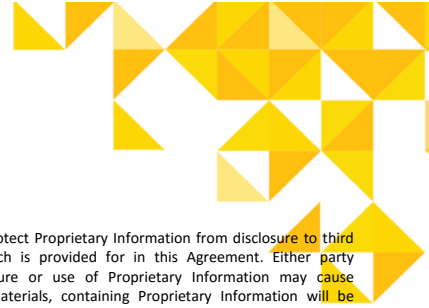 otect Proprietary Information from disclosure to third
ch is provided for in this Agreement. Either party
ure or use of Proprietary Information may cause
aterials, containing Proprietary Information will be